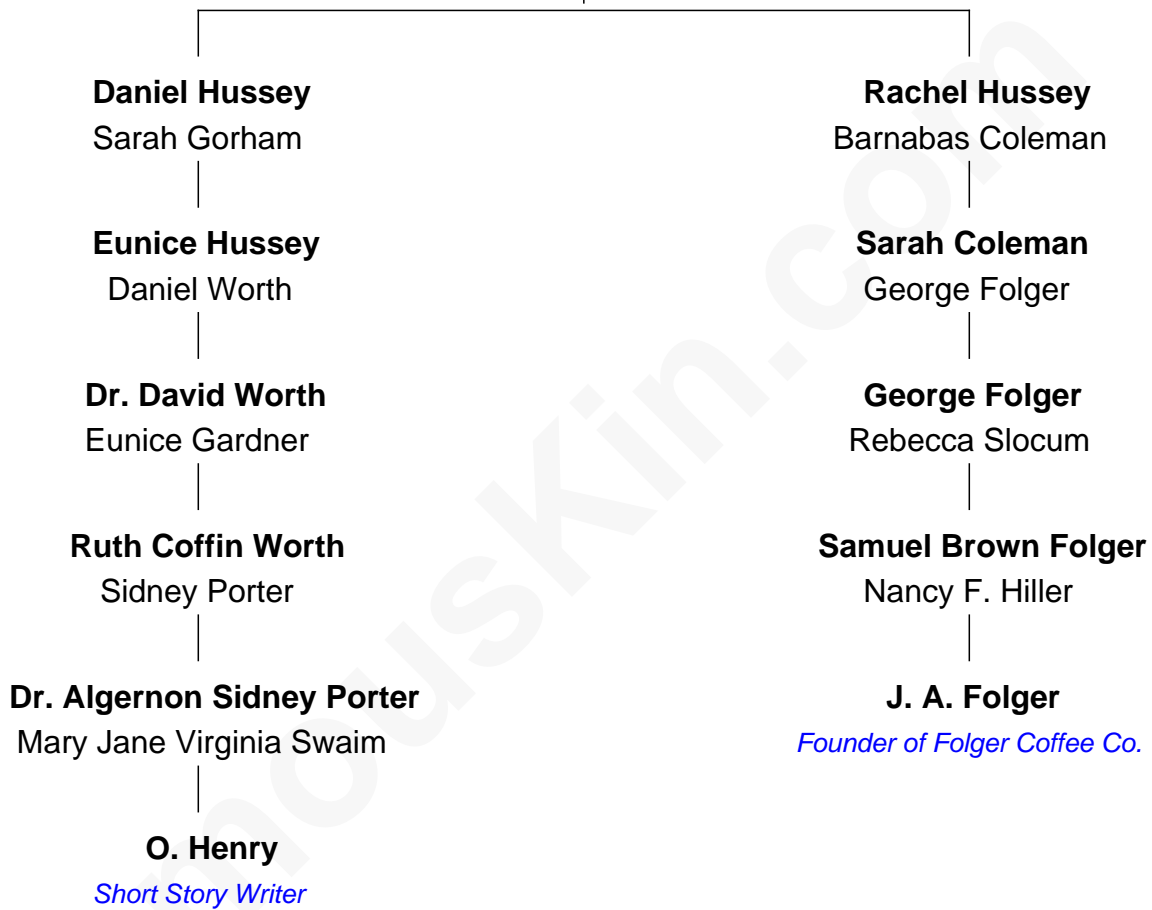 Daniel Hussey
Sarah Gorham
Rachel Hussey
Barnabas Coleman
Eunice Hussey
Daniel Worth
Sarah Coleman
George Folger
Dr. David Worth
Eunice Gardner
George Folger
Rebecca Slocum
Ruth Coffin Worth
Sidney Porter
Samuel Brown Folger
Nancy F. Hiller
Dr. Algernon Sidney Porter
Mary Jane Virginia Swaim
J. A. Folger
Founder of Folger Coffee Co.
O. Henry
Short Story Writer
mousKin.com